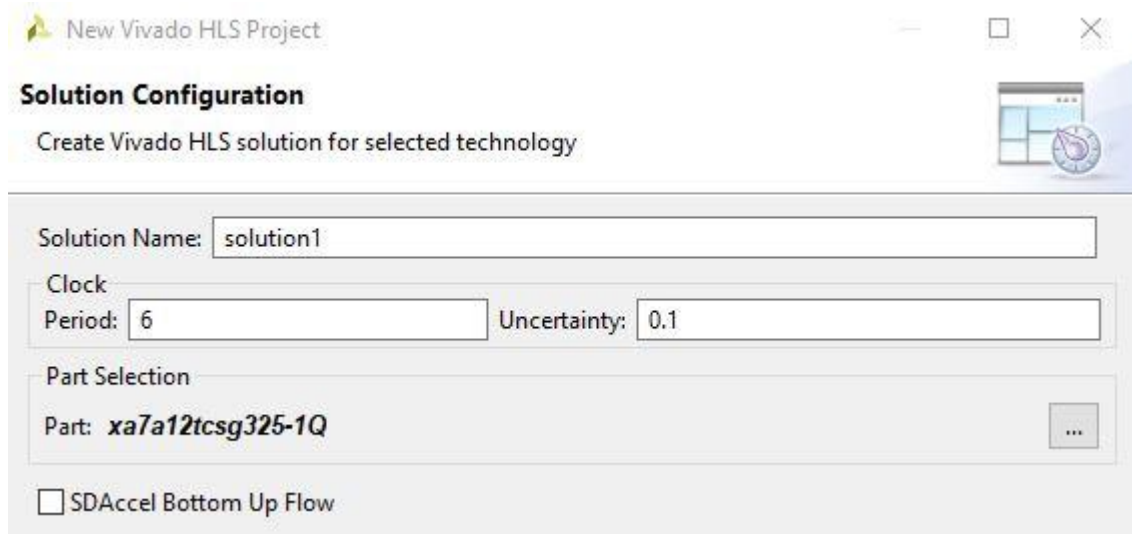 New Vivado HLS Project
Solution Configuration
Create Vivado HLS solution for selected technology
Solution Name: solution1
Clock
Period: 6 Uncertainty: 0.1
Part Selection
Part: xa7a12tcsg325-1Q ...
SDAccel Bottom Up Flow